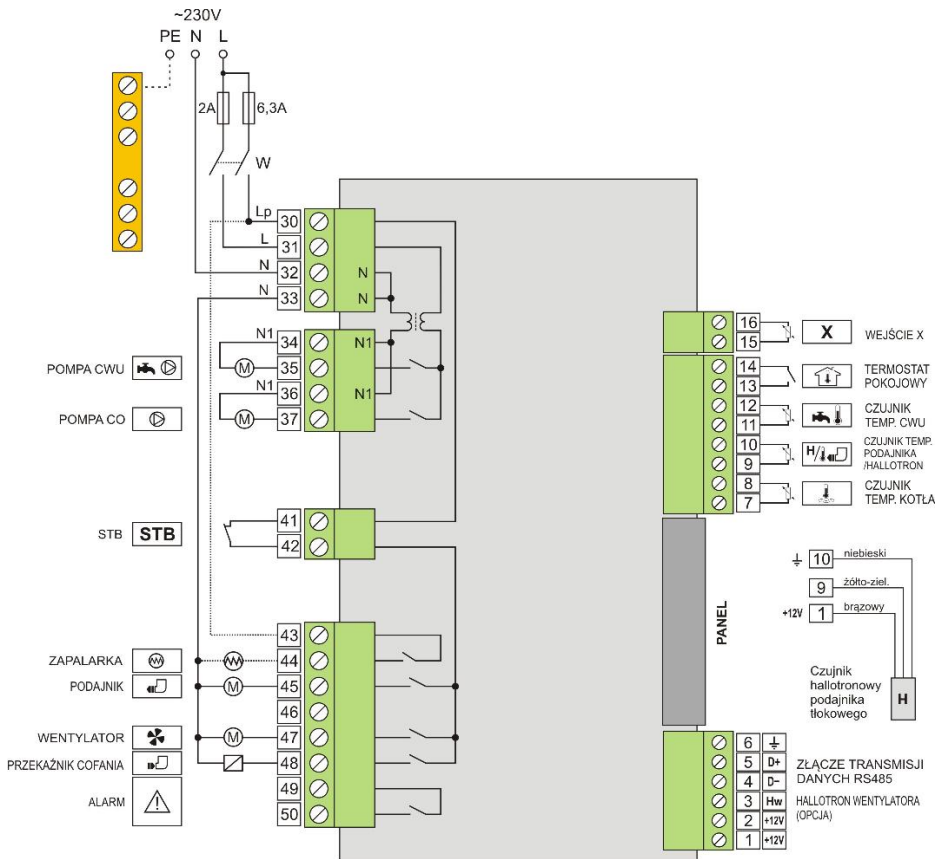 ~230V
PE N L
2A
6,3A
W
Lp
30
L
31
N
32
N
N
33
N
N1
34
N1
POMPA CWU
M
35
N1
36
N1
POMPA CO
M
37
STB
STB
41
42
43
ZAPALARKA
44
PODAJNIK
M
45
46
WENTYLATOR
M
47
PRZEKAŹNIK COFANIA
48
49
ALARM
50
PANEL
16
15
X
WEJŚCIE X
14
13
TERMOSTAT
POKOJOWY
12
11
CZUJNIK
TEMP. CWU
10
9
H/
CZUJNIK TEMP.
PODAJNIKA
/HALLOTRON
8
7
CZUJNIK
TEMP. KOTŁA
10 niebieski
9 żółto-ziel.
+12V 1 brązowy
Czujnik
hallotronowy
podajnika
tłokowego
H
6
5 D+
4 D-
ZŁĄCZE TRANSMISJI
DANYCH RS485
3 Hw
HALLOTRON WENTYLATORA
(OPCJA)
2 +12V
1 +12V